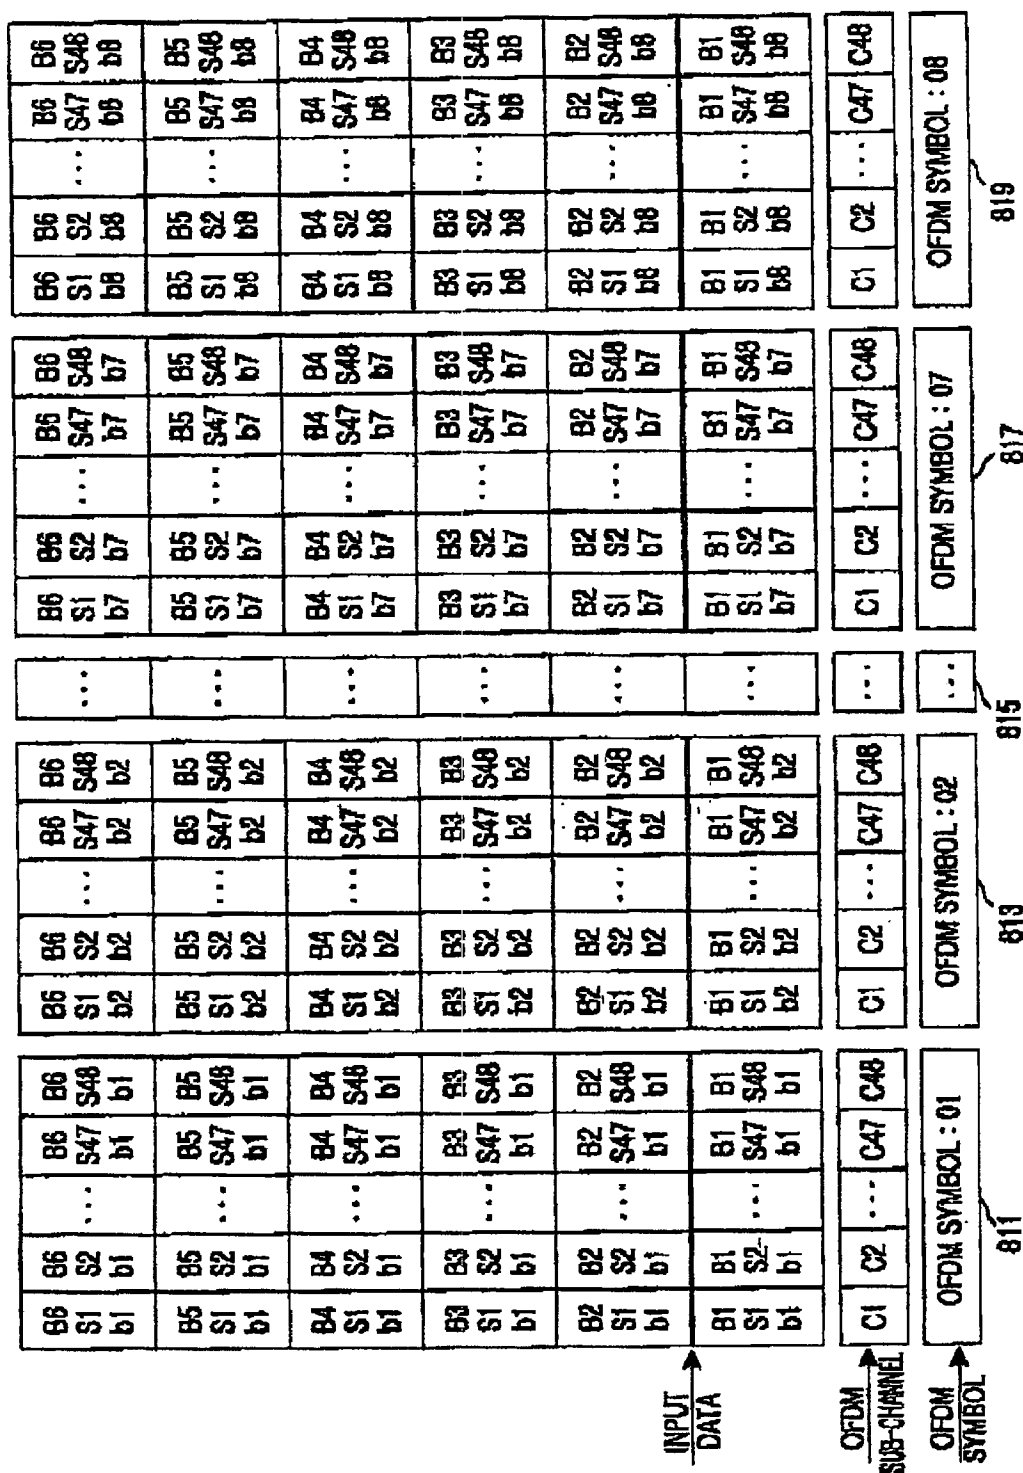 B6 B6 B6 B6 B6 B6 B6 B6 B6 B6 B6 B6 B6 B6 B6 B6
S1 S2 ... S47 S48 S1 S2 ... S47 S48 ... S1 S2 ... S47 S48 S1 S2 ... S47 S48
b1 b1 b1 b1 b2 b2 b2 b2 b7 b7 b7 b7 b8 b8 b8 b8
B5 B5 B5 B5 B5 B5 B5 B5 B5 B5 B5 B5 B5 B5 B5 B5
S1 S2 ... S47 S48 S1 S2 ... S47 S48 ... S1 S2 ... S47 S48 S1 S2 ... S47 S48
b1 b1 b1 b1 b2 b2 b2 b2 b7 b7 b7 b7 b8 b8 b8 b8
B4 B4 B4 B4 B4 B4 B4 B4 B4 B4 B4 B4 B4 B4 B4 B4
S1 S2 ... S47 S48 S1 S2 ... S47 S48 ... S1 S2 ... S47 S48 S1 S2 ... S47 S48
b1 b1 b1 b1 b2 b2 b2 b2 b7 b7 b7 b7 b8 b8 b8 b8
B3 B3 B3 B3 B3 B3 B3 B3 B3 B3 B3 B3 B3 B3 B3 B3
S1 S2 ... S47 S48 S1 S2 ... S47 S48 ... S1 S2 ... S47 S48 S1 S2 ... S47 S48
b1 b1 b1 b1 b2 b2 b2 b2 b7 b7 b7 b7 b8 b8 b8 b8
B2 B2 B2 B2 B2 B2 B2 B2 B2 B2 B2 B2 B2 B2 B2 B2
S1 S2 ... S47 S48 S1 S2 ... S47 S48 ... S1 S2 ... S47 S48 S1 S2 ... S47 S48
b1 b1 b1 b1 b2 b2 b2 b2 b7 b7 b7 b7 b8 b8 b8 b8
INPUT
DATA
B1 B1 B1 B1 B1 B1 B1 B1 B1 B1 B1 B1 B1 B1 B1 B1
S1 S2 ... S47 S48 S1 S2 ... S47 S48 ... S1 S2 ... S47 S48 S1 S2 ... S47 S48
b1 b1 b1 b1 b2 b2 b2 b2 b7 b7 b7 b7 b8 b8 b8 b8
OFDM
SUB-CHANNEL
C1 C2 ... C47 C48 C1 C2 ... C47 C48 ... C1 C2 ... C47 C48 C1 C2 ... C47 C48
OFDM
SYMBOL
OFDM SYMBOL : 01 OFDM SYMBOL : 02 ... OFDM SYMBOL : 07 OFDM SYMBOL : 08
811 813 815 817 819